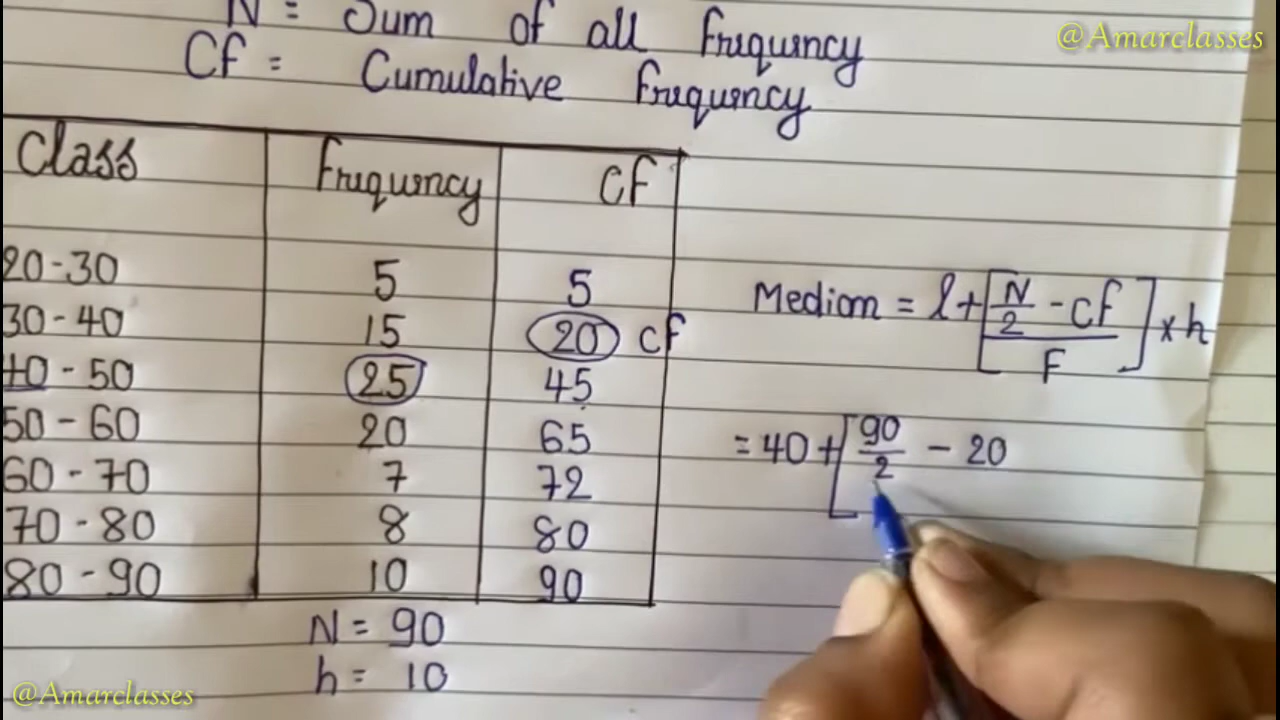 N = Sum of all Frequency
@Amarclasses
Cf = Cumulative Frequency
Class Frequency CF
20-30 5 5
30-40 15 20 cf
40-50 25 45
50-60 20 65
60-70 7 72
70-80 8 80
80-90 10 90
N = 90
h = 10
Median = l + [N/2 - cf / F] × h
= 40 + [90/2 - 20
@Amarclasses